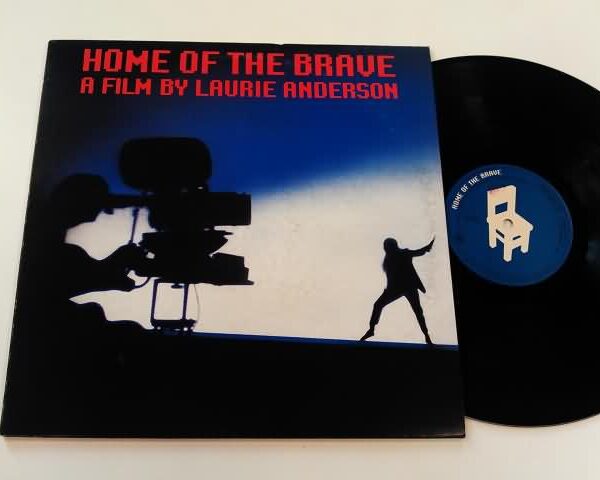 HOME OF THE BRAVE
A FILM BY LAURIE ANDERSON
HOME OF THE BRAVE